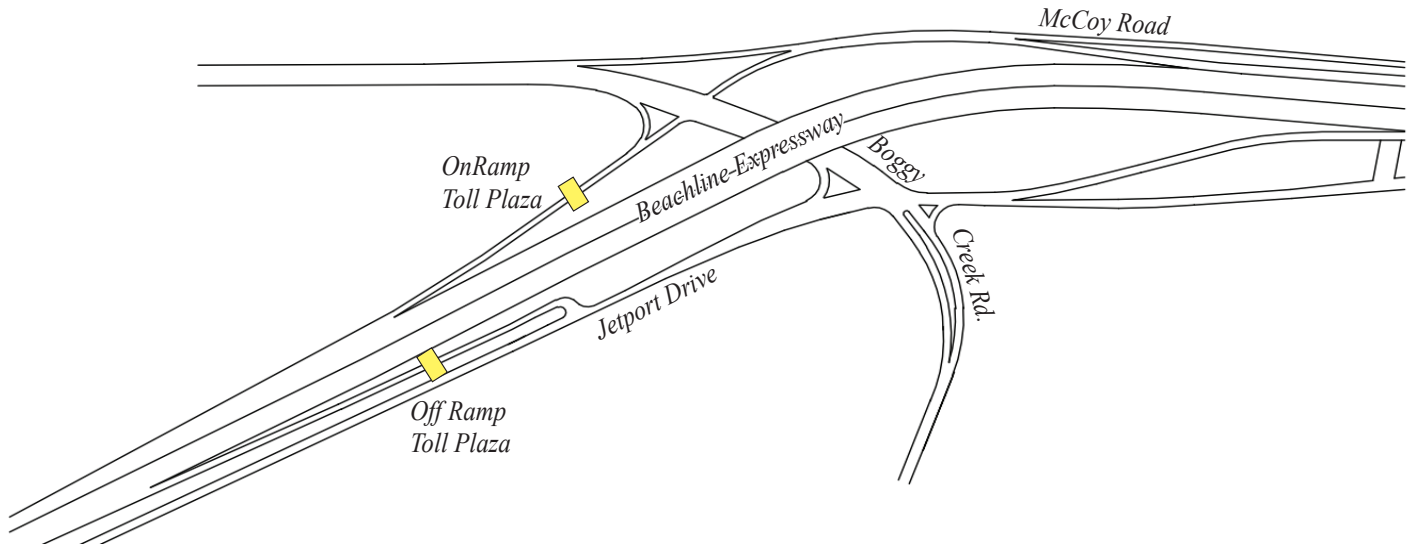 McCoy Road
OnRamp
Toll Plaza
Beachline Expressway
Boggy
Creek Rd.
Jetport Drive
Off Ramp
Toll Plaza